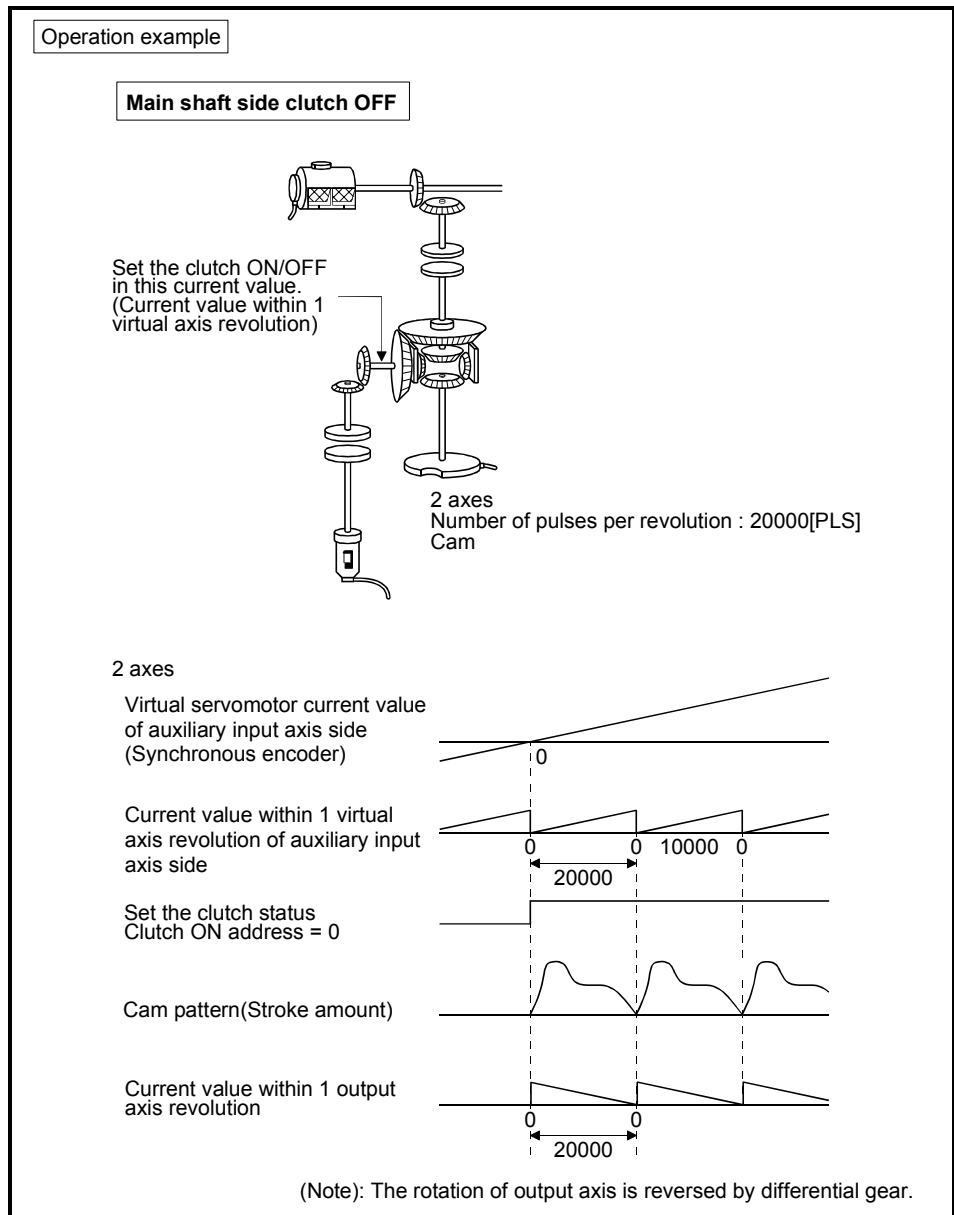 Operation example
Main shaft side clutch OFF
Set the clutch ON/OFF
in this current value.
(Current value within 1
virtual axis revolution)
2 axes
Number of pulses per revolution : 20000[PLS]
Cam
2 axes
Virtual servomotor current value
of auxiliary input axis side
(Synchronous encoder)
0
Current value within 1 virtual
axis revolution of auxiliary input
axis side
0 0 10000 0
20000
Set the clutch status
Clutch ON address = 0
Cam pattern(Stroke amount)
Current value within 1 output
axis revolution
0 0
20000
(Note): The rotation of output axis is reversed by differential gear.